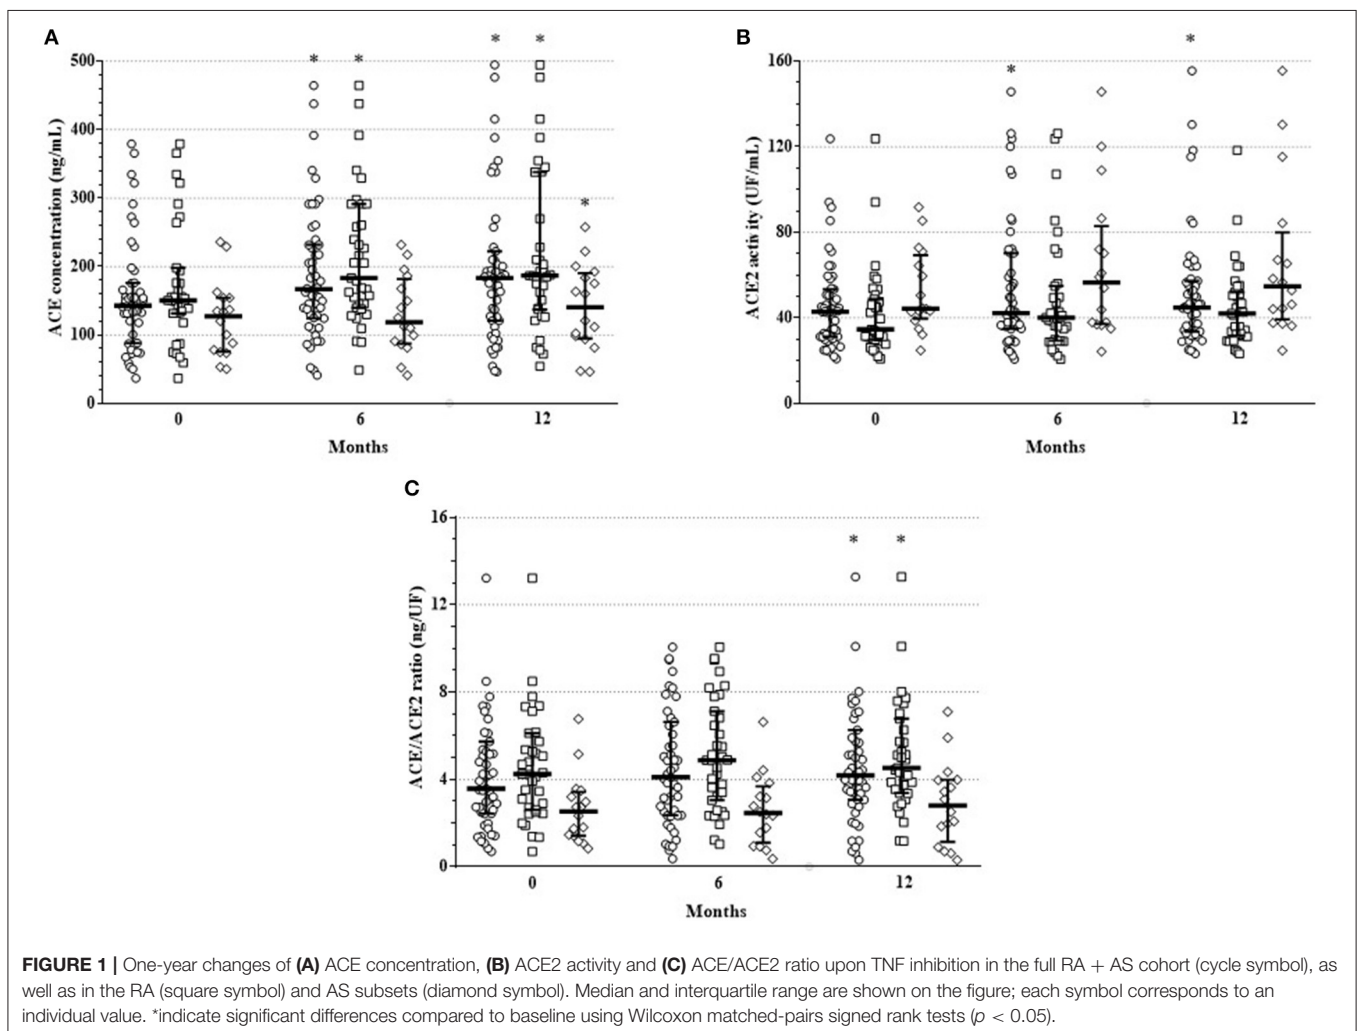 A
ACE concentration (ng/mL)
500
400
300
200
100
0
* * * * *
0 6 12
Months
B
ACE2 activity (UF/mL)
160
120
80
40
0
* *
0 6 12
Months
C
ACE/ACE2 ratio (ng/UF)
16
12
8
4
0
* *
0 6 12
Months
FIGURE 1 | One-year changes of (A) ACE concentration, (B) ACE2 activity and (C) ACE/ACE2 ratio upon TNF inhibition in the full RA + AS cohort (cycle symbol), as
well as in the RA (square symbol) and AS subsets (diamond symbol). Median and interquartile range are shown on the figure; each symbol corresponds to an
individual value. *indicate significant differences compared to baseline using Wilcoxon matched-pairs signed rank tests (p < 0.05).